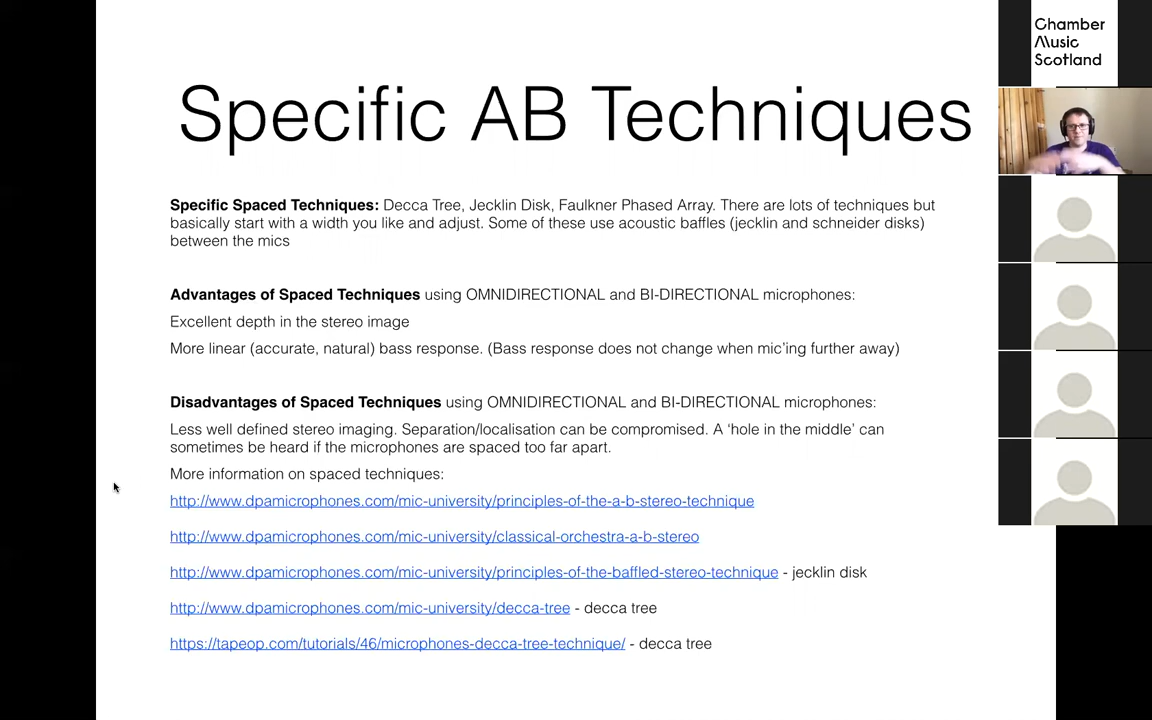 Specific AB Techniques
Specific Spaced Techniques: Decca Tree, Jecklin Disk, Faulkner Phased Array. There are lots of techniques but
basically start with a width you like and adjust. Some of these use acoustic baffles (jecklin and schneider disks)
between the mics
Advantages of Spaced Techniques using OMNIDIRECTIONAL and BI-DIRECTIONAL microphones:
Excellent depth in the stereo image
More linear (accurate, natural) bass response. (Bass response does not change when mic'ing further away)
Disadvantages of Spaced Techniques using OMNIDIRECTIONAL and BI-DIRECTIONAL microphones:
Less well defined stereo imaging. Separation/localisation can be compromised. A ‘hole in the middle’ can
sometimes be heard if the microphones are spaced too far apart.
More information on spaced techniques:
http://www.dpamicrophones.com/mic-university/principles-of-the-a-b-stereo-technique
http://www.dpamicrophones.com/mic-university/classical-orchestra-a-b-stereo
http://www.dpamicrophones.com/mic-university/principles-of-the-baffled-stereo-technique - jecklin disk
http://www.dpamicrophones.com/mic-university/decca-tree - decca tree
https://tapeop.com/tutorials/46/microphones-decca-tree-technique/ - decca tree
Chamber
Music
Scotland